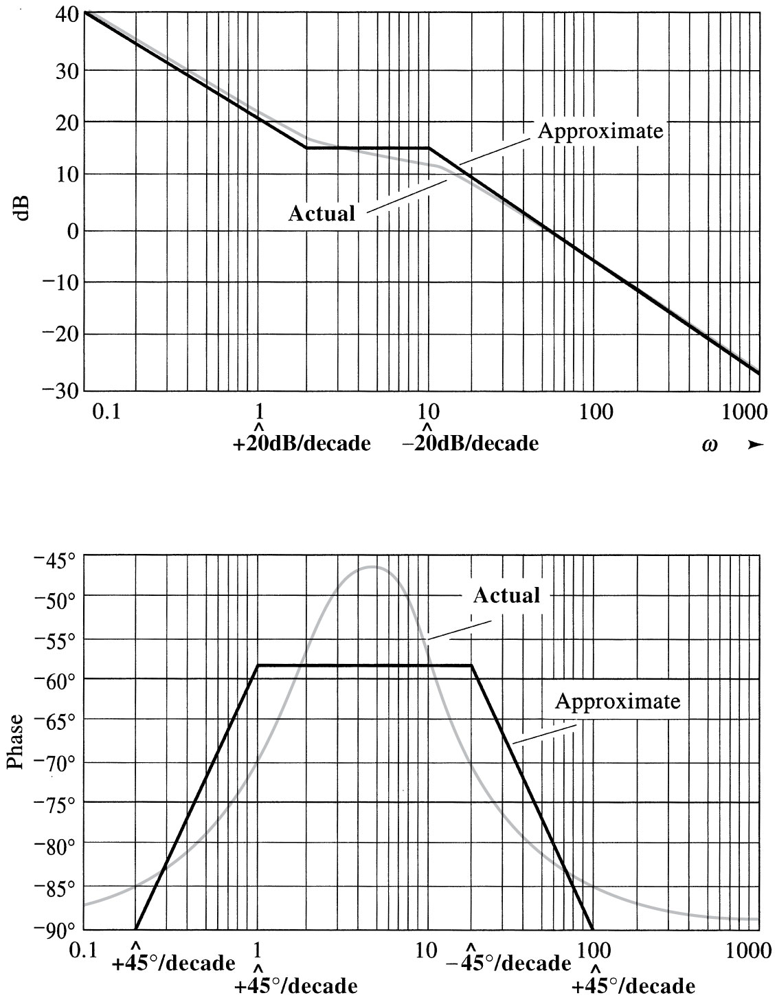 40
30
20
10
0
−10
−20
−30
dB
Approximate
Actual
0.1 1 10 100 1000
^ ^
+20dB/decade −20dB/decade ω ➤
−45°
−50°
−55°
−60°
−65°
−70°
−75°
−80°
−85°
−90°
Phase
Actual
Approximate
0.1 1 10 100 1000
^ ^
+45°/decade −45°/decade
^ ^
+45°/decade +45°/decade